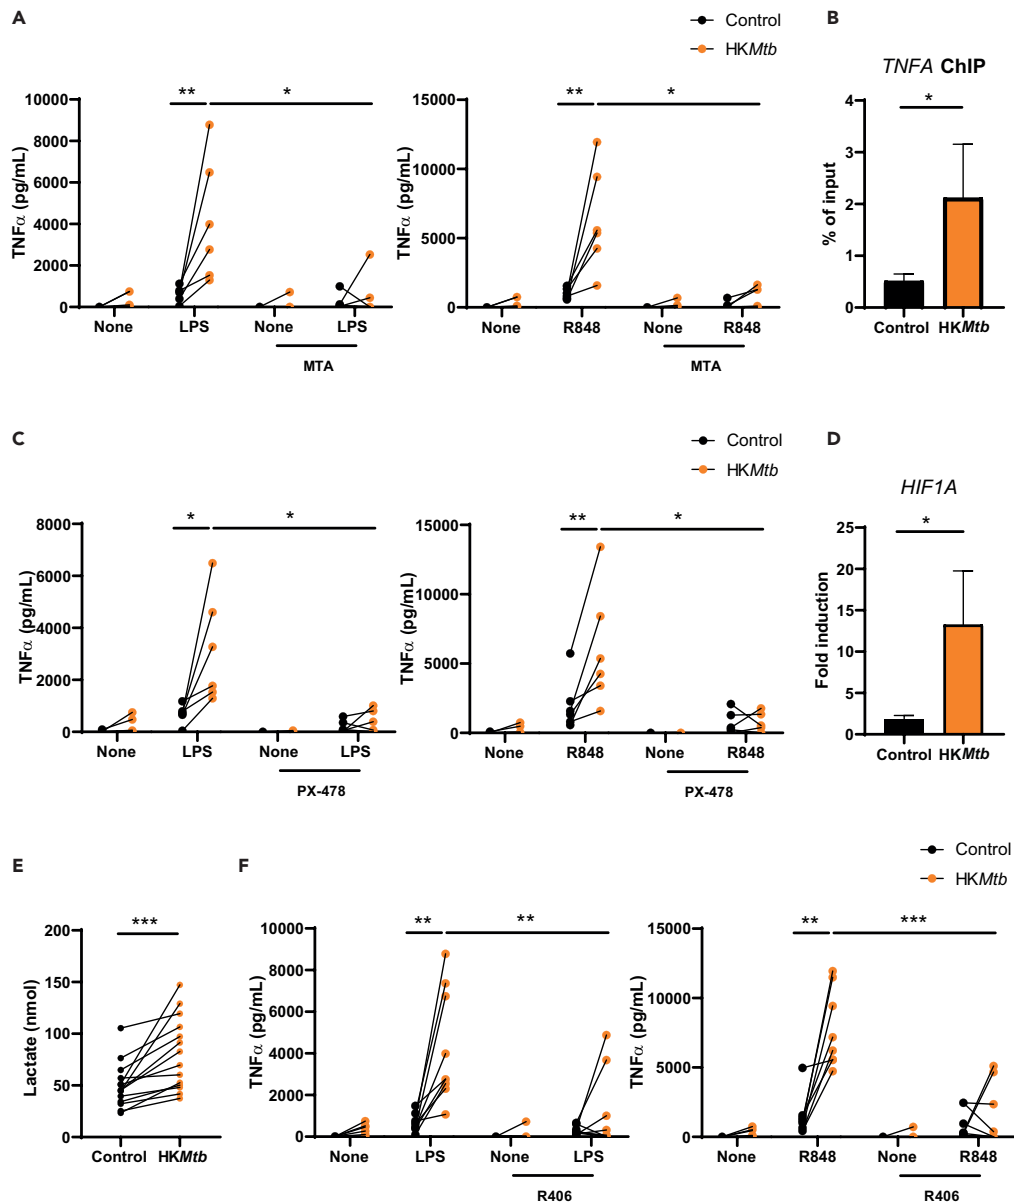 A
Control
HKMtb
B
TNFA ChIP
10000
8000
6000
4000
2000
0
TNFα (pg/mL)
**
*
None
LPS
None
LPS
MTA
15000
10000
5000
0
TNFα (pg/mL)
**
*
None
R848
None
R848
MTA
4
3
2
1
0
% of input
*
Control HKMtb
C
Control
HKMtb
D
HIF1A
8000
6000
4000
2000
0
TNFα (pg/mL)
*
*
None
LPS
None
LPS
PX-478
15000
10000
5000
0
TNFα (pg/mL)
**
*
None
R848
None
R848
PX-478
25
20
15
10
5
0
Fold induction
*
Control HKMtb
E
F
Control
HKMtb
200
150
100
50
0
Lactate (nmol)
***
Control HKMtb
10000
8000
6000
4000
2000
0
TNFα (pg/mL)
**
**
None
LPS
None
LPS
R406
15000
10000
5000
0
TNFα (pg/mL)
**
***
None
R848
None
R848
R406